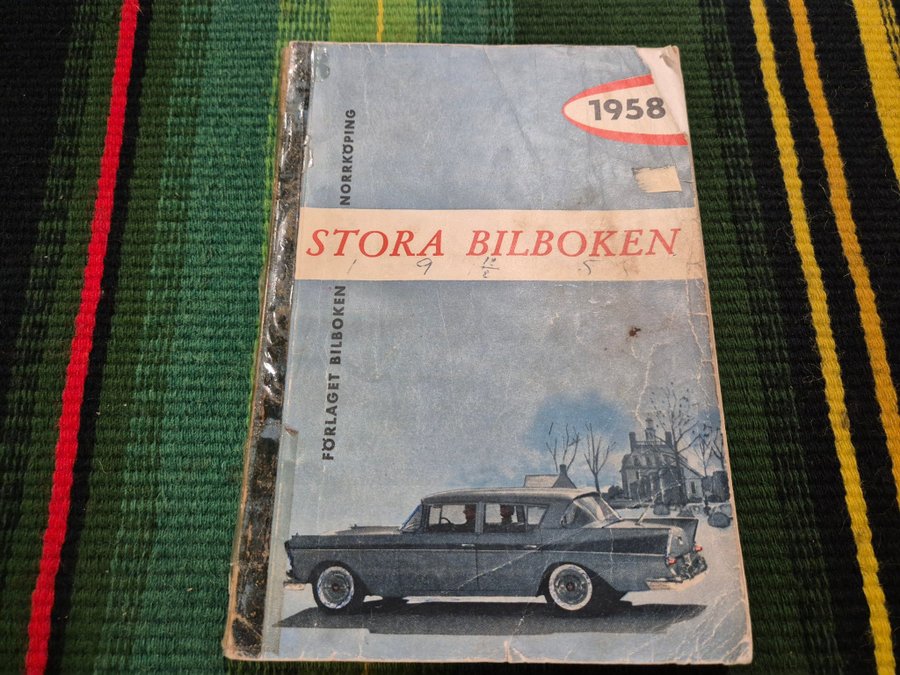 1958
STORA BILBOKEN
FÖRLAGET BILBOKEN NORRKÖPING